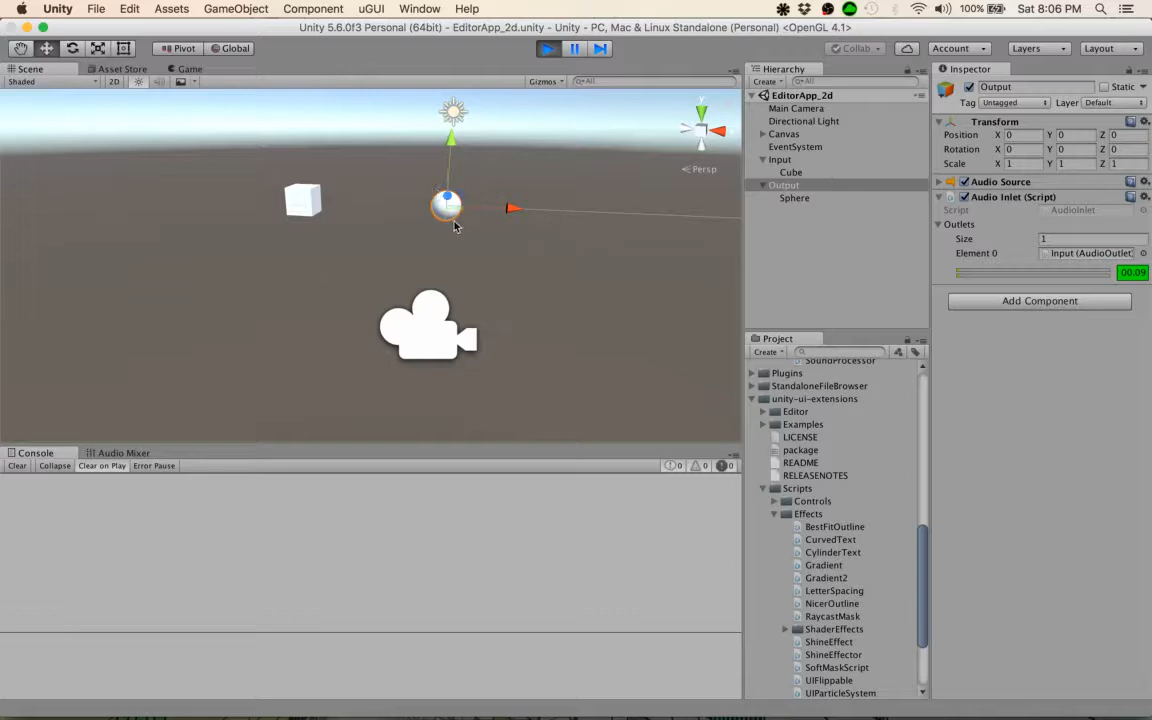 Unity File Edit Assets GameObject Component uGUI Window Help 100% Sat 8:06 PM
Unity 5.6.0f3 Personal (64bit) - EditorApp_2d.unity - Unity - PC, Mac & Linux Standalone (Personal) <OpenGL 4.1>
Pivot Global Collab Account Layers Layout
Scene Asset Store Game
Shaded 2D Gizmos All
Persp
Hierarchy
Create All
EditorApp_2d
Main Camera
Directional Light
Canvas
EventSystem
Input
Cube
Output
Sphere
Inspector
Output Static
Tag Untagged Layer Default
Transform
Position X 0 Y 0 Z 0
Rotation X 0 Y 0 Z 0
Scale X 1 Y 1 Z 1
Audio Source
Audio Inlet (Script)
Script AudioInlet
Outlets
Size 1
Element 0 Input (AudioOutlet)
00.09
Add Component
Project
Create
SoundProcessor
Plugins
StandaloneFileBrowser
unity-ui-extensions
Editor
Examples
LICENSE
package
README
RELEASENOTES
Scripts
Controls
Effects
BestFitOutline
CurvedText
CylinderText
Gradient
Gradient2
LetterSpacing
NicerOutline
RaycastMask
ShaderEffects
ShineEffect
ShineEffector
SoftMaskScript
UIFlippable
UIParticleSystem
Console Audio Mixer
Clear Collapse Clear on Play Error Pause 0 0 0